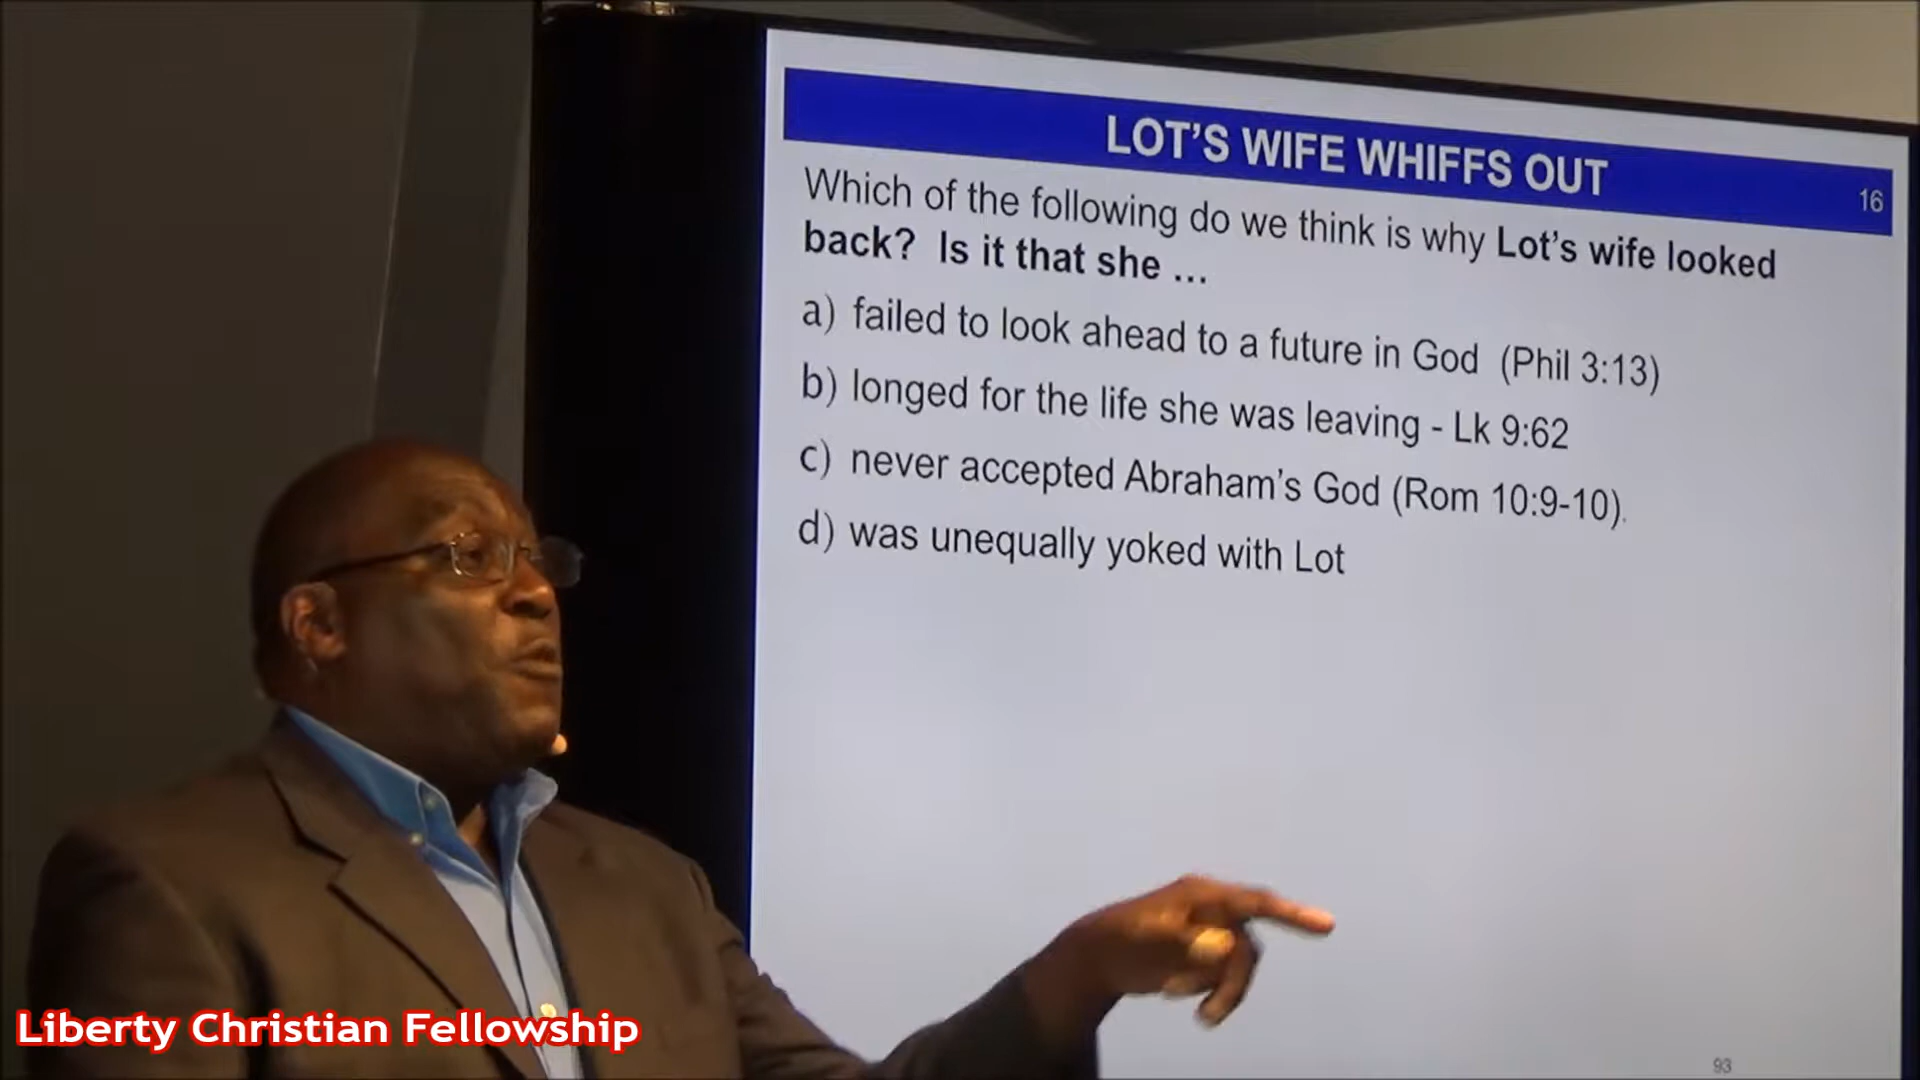 LOT'S WIFE WHIFFS OUT
16
Which of the following do we think is why Lot's wife looked
back? Is it that she ...
a) failed to look ahead to a future in God (Phil 3:13)
b) longed for the life she was leaving - Lk 9:62
c) never accepted Abraham's God (Rom 10:9-10).
d) was unequally yoked with Lot
Liberty Christian Fellowship
93